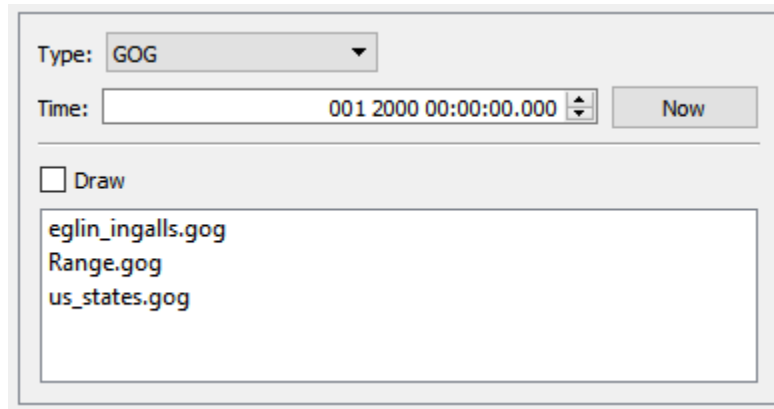 Type: GOG
Time: 001 2000 00:00:00.000 Now
Draw
eglin_ingalls.gog
Range.gog
us_states.gog